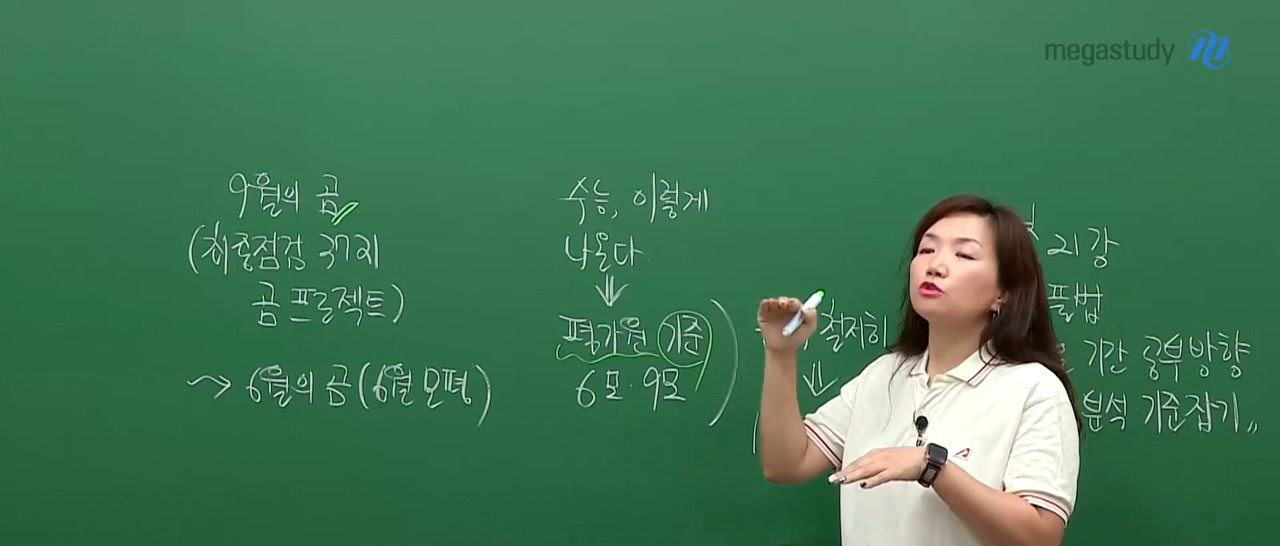 megastudy
9월의 곰
(최종점검 3가지
곰 프로젝트)
~> 6월의 곰 (6월 모평)
수능, 이렇게
나온다.
⇓
평가원 기준
6모·9모
철저히
⇓
21강
풀법
기간 공부방향
분석·기준잡기,,